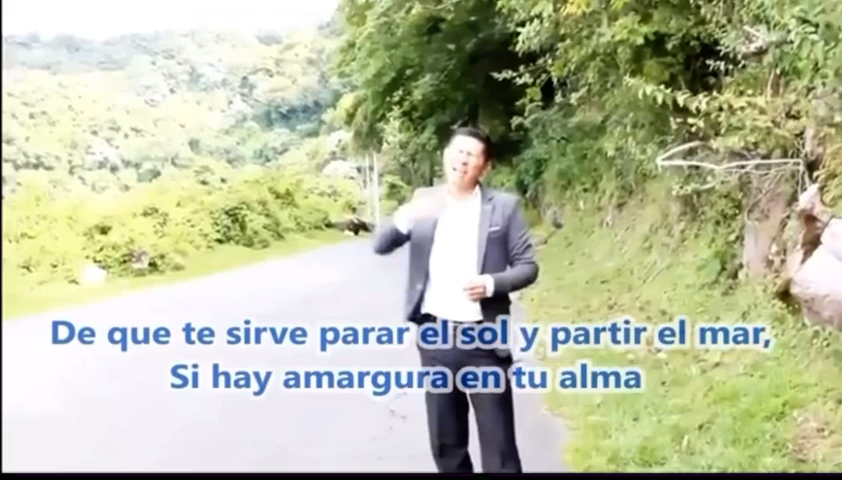 De que te sirve parar el sol y partir el mar,
Si hay amargura en tu alma